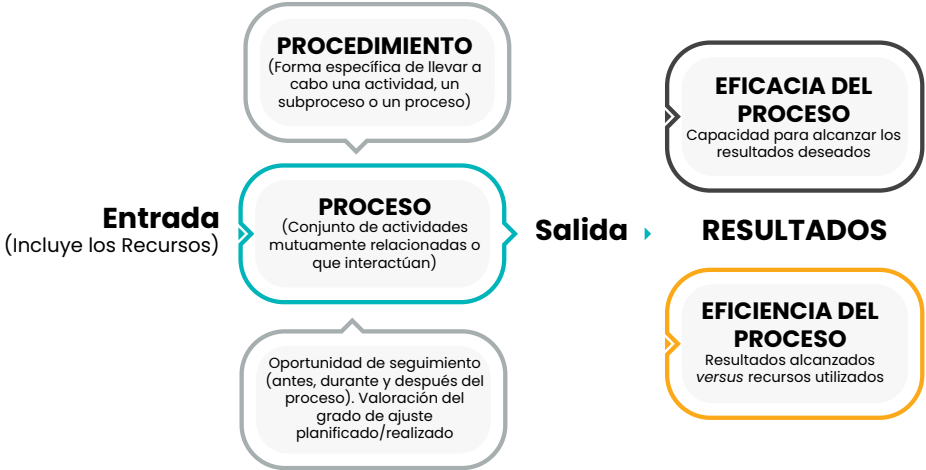 PROCEDIMIENTO
(Forma específica de llevar a
cabo una actividad, un
subproceso o un proceso)
Entrada
(Incluye los Recursos)
PROCESO
(Conjunto de actividades
mutuamente relacionadas o
que interactúan)
Oportunidad de seguimiento
(antes, durante y después del
proceso). Valoración del
grado de ajuste
planificado/realizado
Salida
EFICACIA DEL
PROCESO
Capacidad para alcanzar los
resultados deseados
RESULTADOS
EFICIENCIA DEL
PROCESO
Resultados alcanzados
versus recursos utilizados